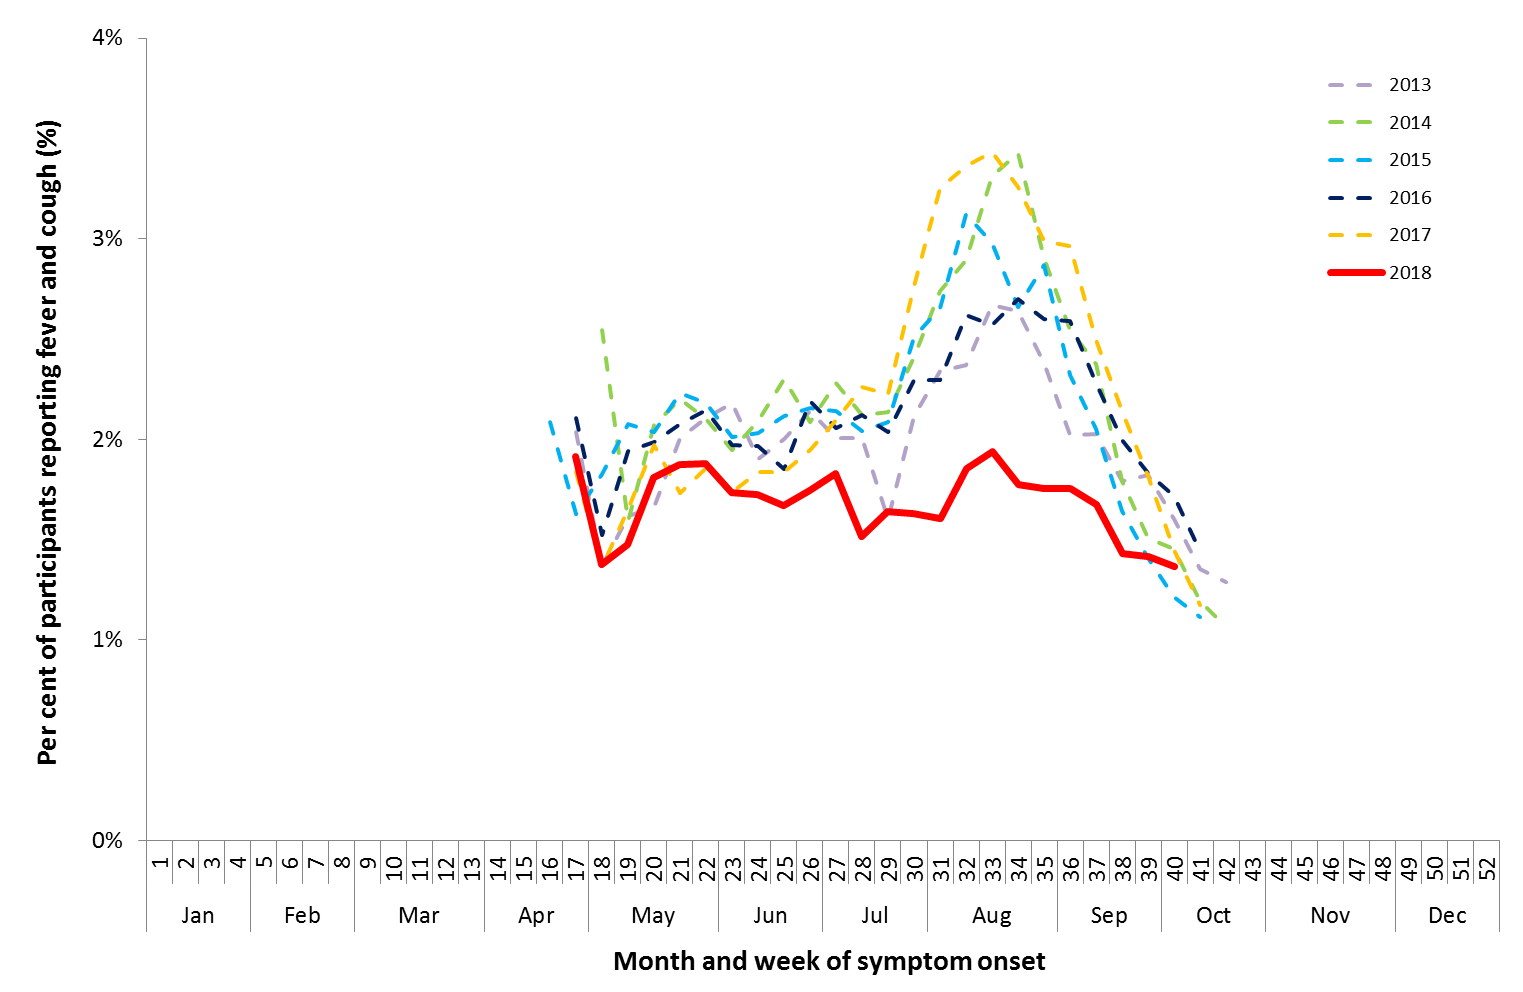 Per cent of participants reporting fever and cough (%)
4%
3%
2%
1%
0%
2013
2014
2015
2016
2017
2018
1 2 3 4 5 6 7 8 9 10 11 12 13 14 15 16 17 18 19 20 21 22 23 24 25 26 27 28 29 30 31 32 33 34 35 36 37 38 39 40 41 42 43 44 45 46 47 48 49 50 51 52
Jan Feb Mar Apr May Jun Jul Aug Sep Oct Nov Dec
Month and week of symptom onset